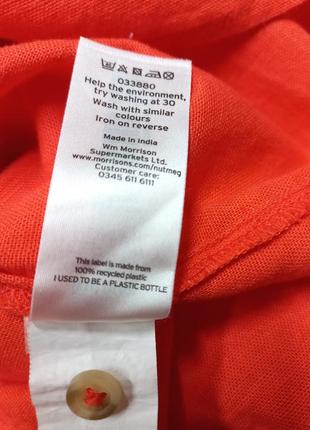 033880
Help the environment,
try washing at 30
Wash with similar
colours
Iron on reverse
Made in India
Wm Morrison
Supermarkets Ltd.
www.morrisons.com/nutmeg
Customer care:
0345 611 6111
This label is made from
100% recycled plastic
I USED TO BE A PLASTIC BOTTLE